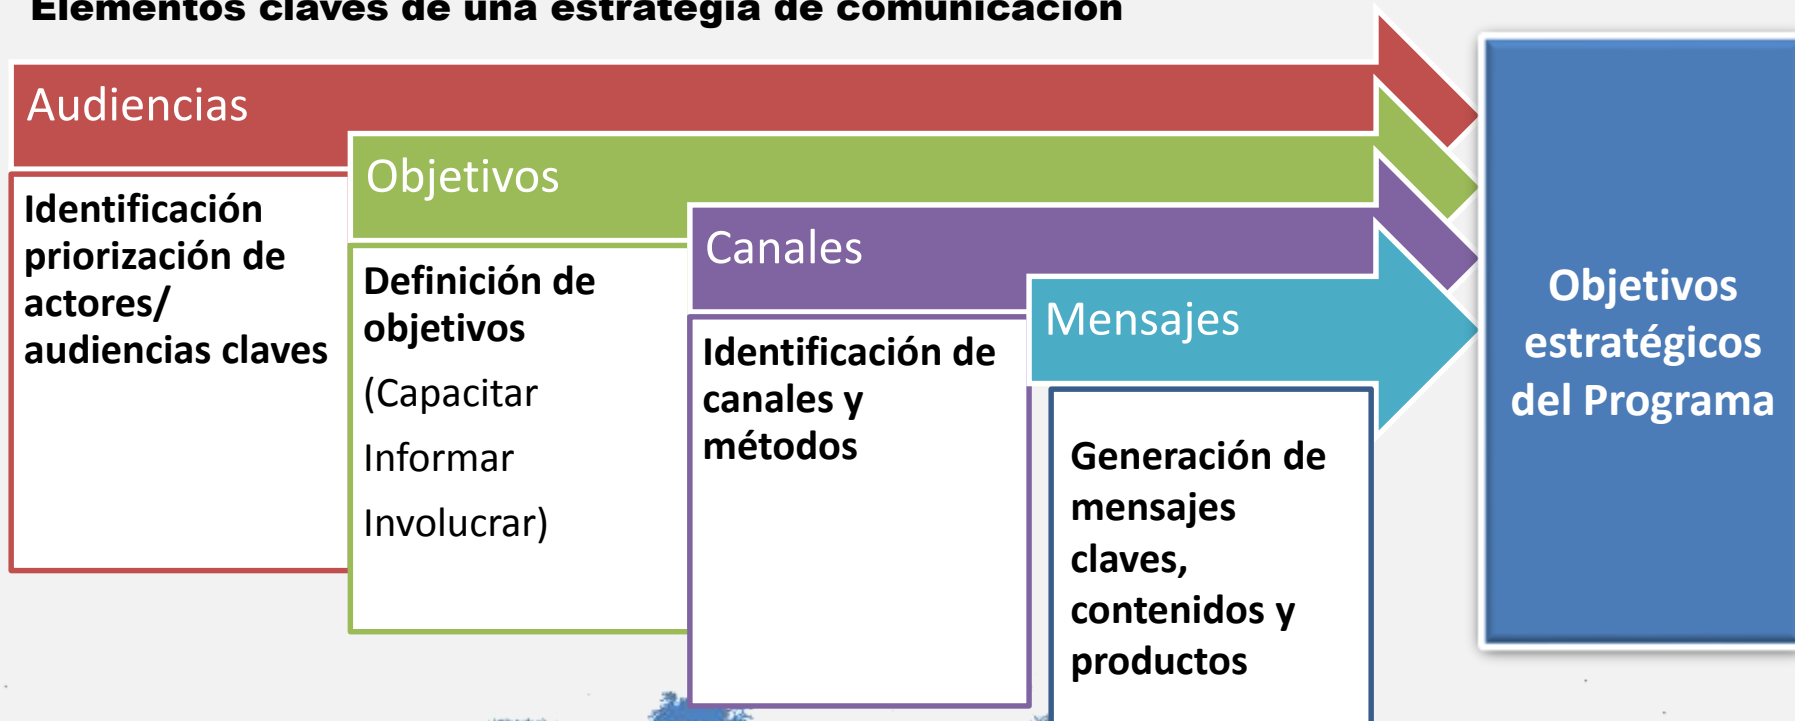 Elementos claves de una estrategia de comunicación
Audiencias
Identificación
priorización de
actores/
audiencias claves
Objetivos
Definición de
objetivos
(Capacitar
Informar
Involucrar)
Canales
Identificación de
canales y
métodos
Mensajes
Generación de
mensajes
claves,
contenidos y
productos
Objetivos
estratégicos
del Programa